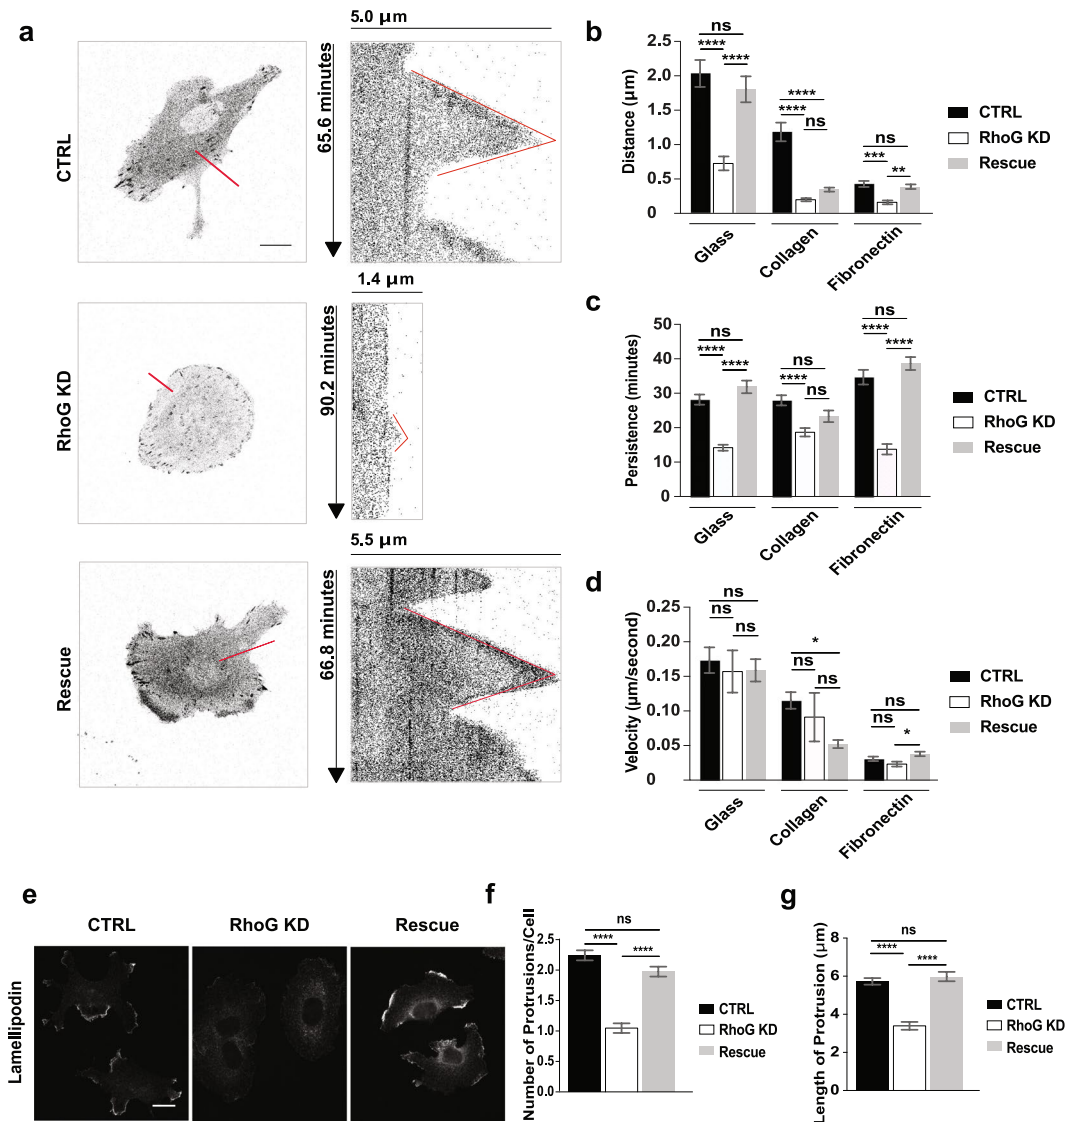 a
CTRL
5.0 µm
65.6 minutes
RhoG KD
1.4 µm
90.2 minutes
Rescue
5.5 µm
66.8 minutes
b
Distance (µm)
2.5
2.0
1.5
1.0
0.5
0
ns
****
****
****
****
ns
ns
***
**
Glass
Collagen
Fibronectin
CTRL
RhoG KD
Rescue
c
Persistence (minutes)
50
40
30
20
10
0
ns
****
****
ns
****
ns
ns
****
****
Glass
Collagen
Fibronectin
CTRL
RhoG KD
Rescue
d
Velocity (µm/second)
0.25
0.20
0.15
0.10
0.05
0
ns
ns
ns
*
ns
ns
ns
ns
*
Glass
Collagen
Fibronectin
CTRL
RhoG KD
Rescue
e
CTRL
RhoG KD
Rescue
Lamellipodin
f
Number of Protrusions/Cell
2.5
2.0
1.5
1.0
0.5
0.0
ns
****
****
CTRL
RhoG KD
Rescue
g
Length of Protrusion (µm)
8
6
4
2
0
ns
****
****
CTRL
RhoG KD
Rescue